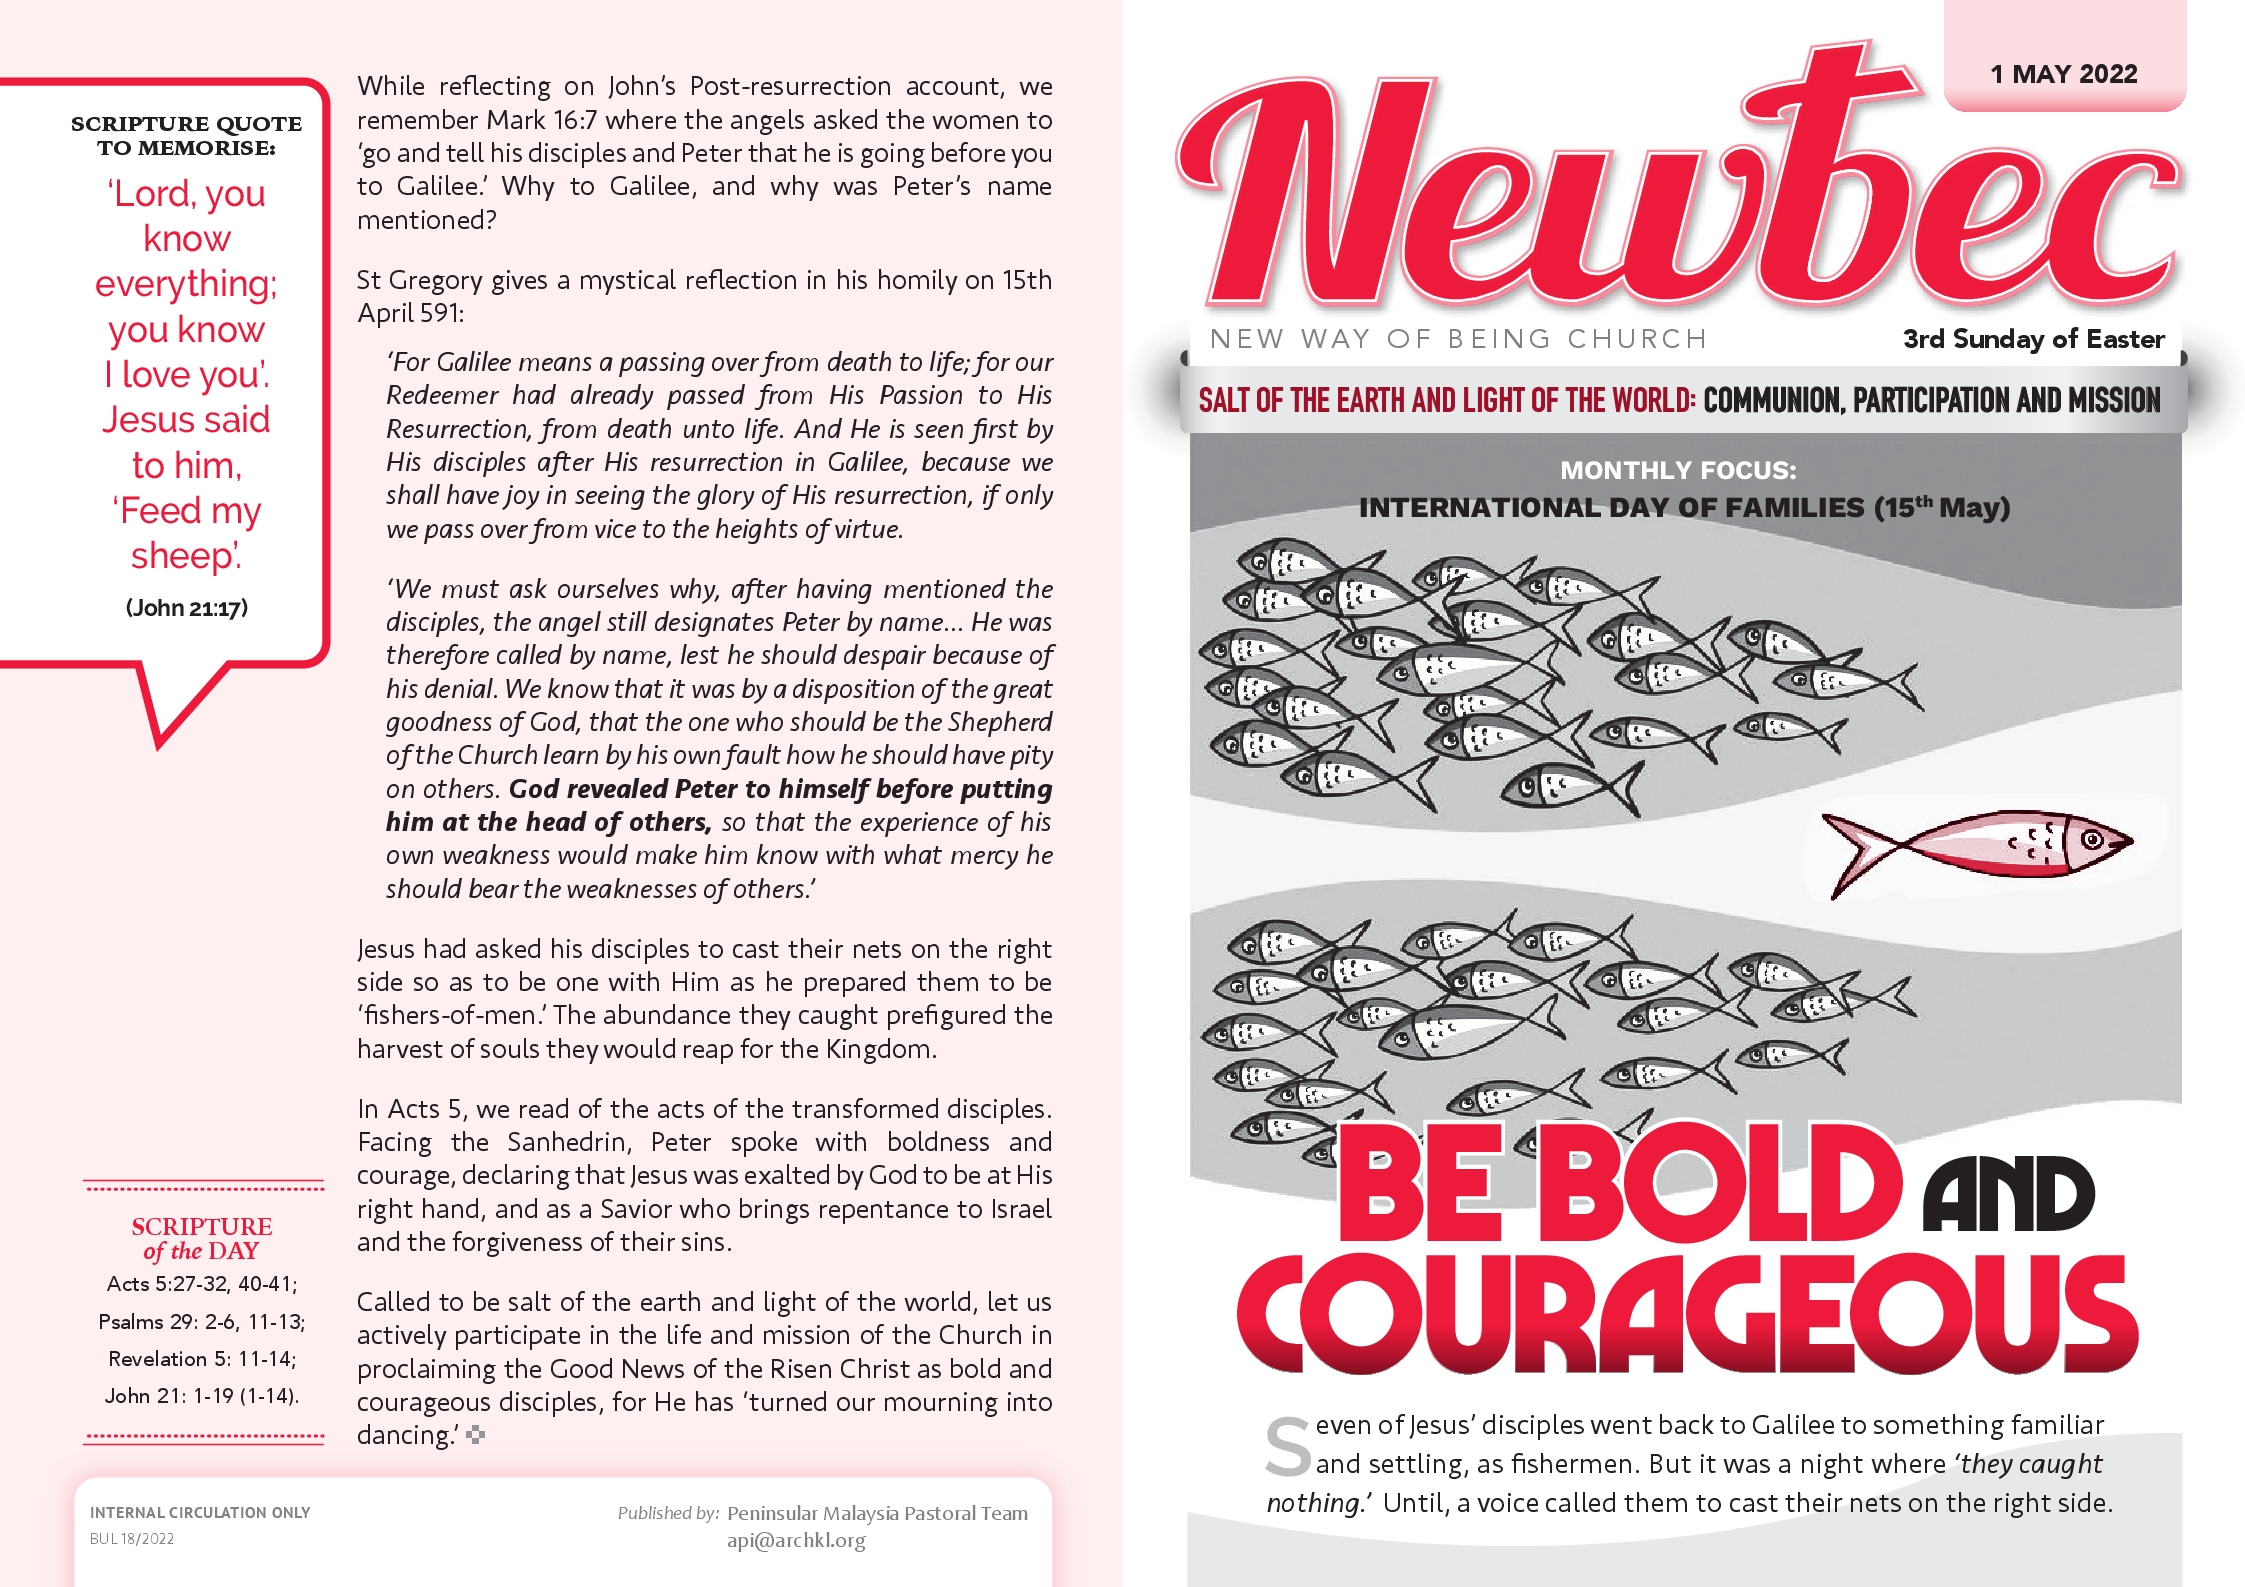 SCRIPTURE QUOTE
TO MEMORISE:
‘Lord, you
know
everything;
you know
I love you’.
Jesus said
to him,
‘Feed my
sheep’.
(John 21:17)
SCRIPTURE
of the DAY
Acts 5:27-32, 40-41;
Psalms 29: 2-6, 11-13;
Revelation 5: 11-14;
John 21: 1-19 (1-14).
While reflecting on John’s Post-resurrection account, we
remember Mark 16:7 where the angels asked the women to
‘go and tell his disciples and Peter that he is going before you
to Galilee.’ Why to Galilee, and why was Peter’s name
mentioned?
St Gregory gives a mystical reflection in his homily on 15th
April 591:
‘For Galilee means a passing over from death to life; for our
Redeemer had already passed from His Passion to His
Resurrection, from death unto life. And He is seen first by
His disciples after His resurrection in Galilee, because we
shall have joy in seeing the glory of His resurrection, if only
we pass over from vice to the heights of virtue.
‘We must ask ourselves why, after having mentioned the
disciples, the angel still designates Peter by name... He was
therefore called by name, lest he should despair because of
his denial. We know that it was by a disposition of the great
goodness of God, that the one who should be the Shepherd
of the Church learn by his own fault how he should have pity
on others. God revealed Peter to himself before putting
him at the head of others, so that the experience of his
own weakness would make him know with what mercy he
should bear the weaknesses of others.’
Jesus had asked his disciples to cast their nets on the right
side so as to be one with Him as he prepared them to be
‘fishers-of-men.’ The abundance they caught prefigured the
harvest of souls they would reap for the Kingdom.
In Acts 5, we read of the acts of the transformed disciples.
Facing the Sanhedrin, Peter spoke with boldness and
courage, declaring that Jesus was exalted by God to be at His
right hand, and as a Savior who brings repentance to Israel
and the forgiveness of their sins.
Called to be salt of the earth and light of the world, let us
actively participate in the life and mission of the Church in
proclaiming the Good News of the Risen Christ as bold and
courageous disciples, for He has ‘turned our mourning into
dancing.’
INTERNAL CIRCULATION ONLY
BUL 18/2022
Published by: Peninsular Malaysia Pastoral Team
api@archkl.org
1 MAY 2022
Newbec
NEW WAY OF BEING CHURCH
3rd Sunday of Easter
SALT OF THE EARTH AND LIGHT OF THE WORLD: COMMUNION, PARTICIPATION AND MISSION
MONTHLY FOCUS:
INTERNATIONAL DAY OF FAMILIES (15th May)
BE BOLD AND
COURAGEOUS
Seven of Jesus’ disciples went back to Galilee to something familiar
and settling, as fishermen. But it was a night where ‘they caught
nothing.’ Until, a voice called them to cast their nets on the right side.